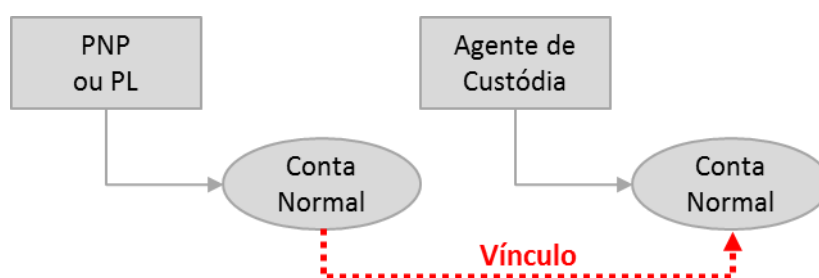 PNP
ou PL
Agente de
Custódia
Conta
Normal
Conta
Normal
Vínculo